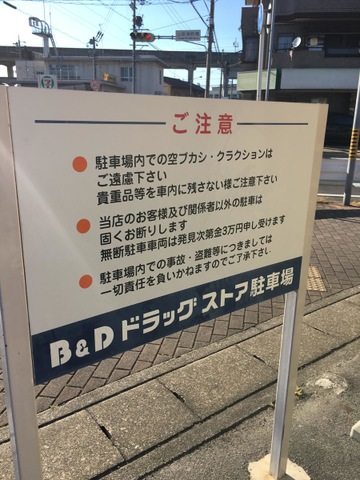 ご注意
駐車場内での空ブカシ・クラクションは
ご遠慮下さい
貴重品等を車内に残さない様ご注意下さい
当店のお客様及び関係者以外の駐車は
固くお断りします
無断駐車車両は発見次第金3万円申し受けます
駐車場内での事故・盗難等につきましては
一切責任を負いかねますのでご了承下さい
B&Dドラッグストア駐車場